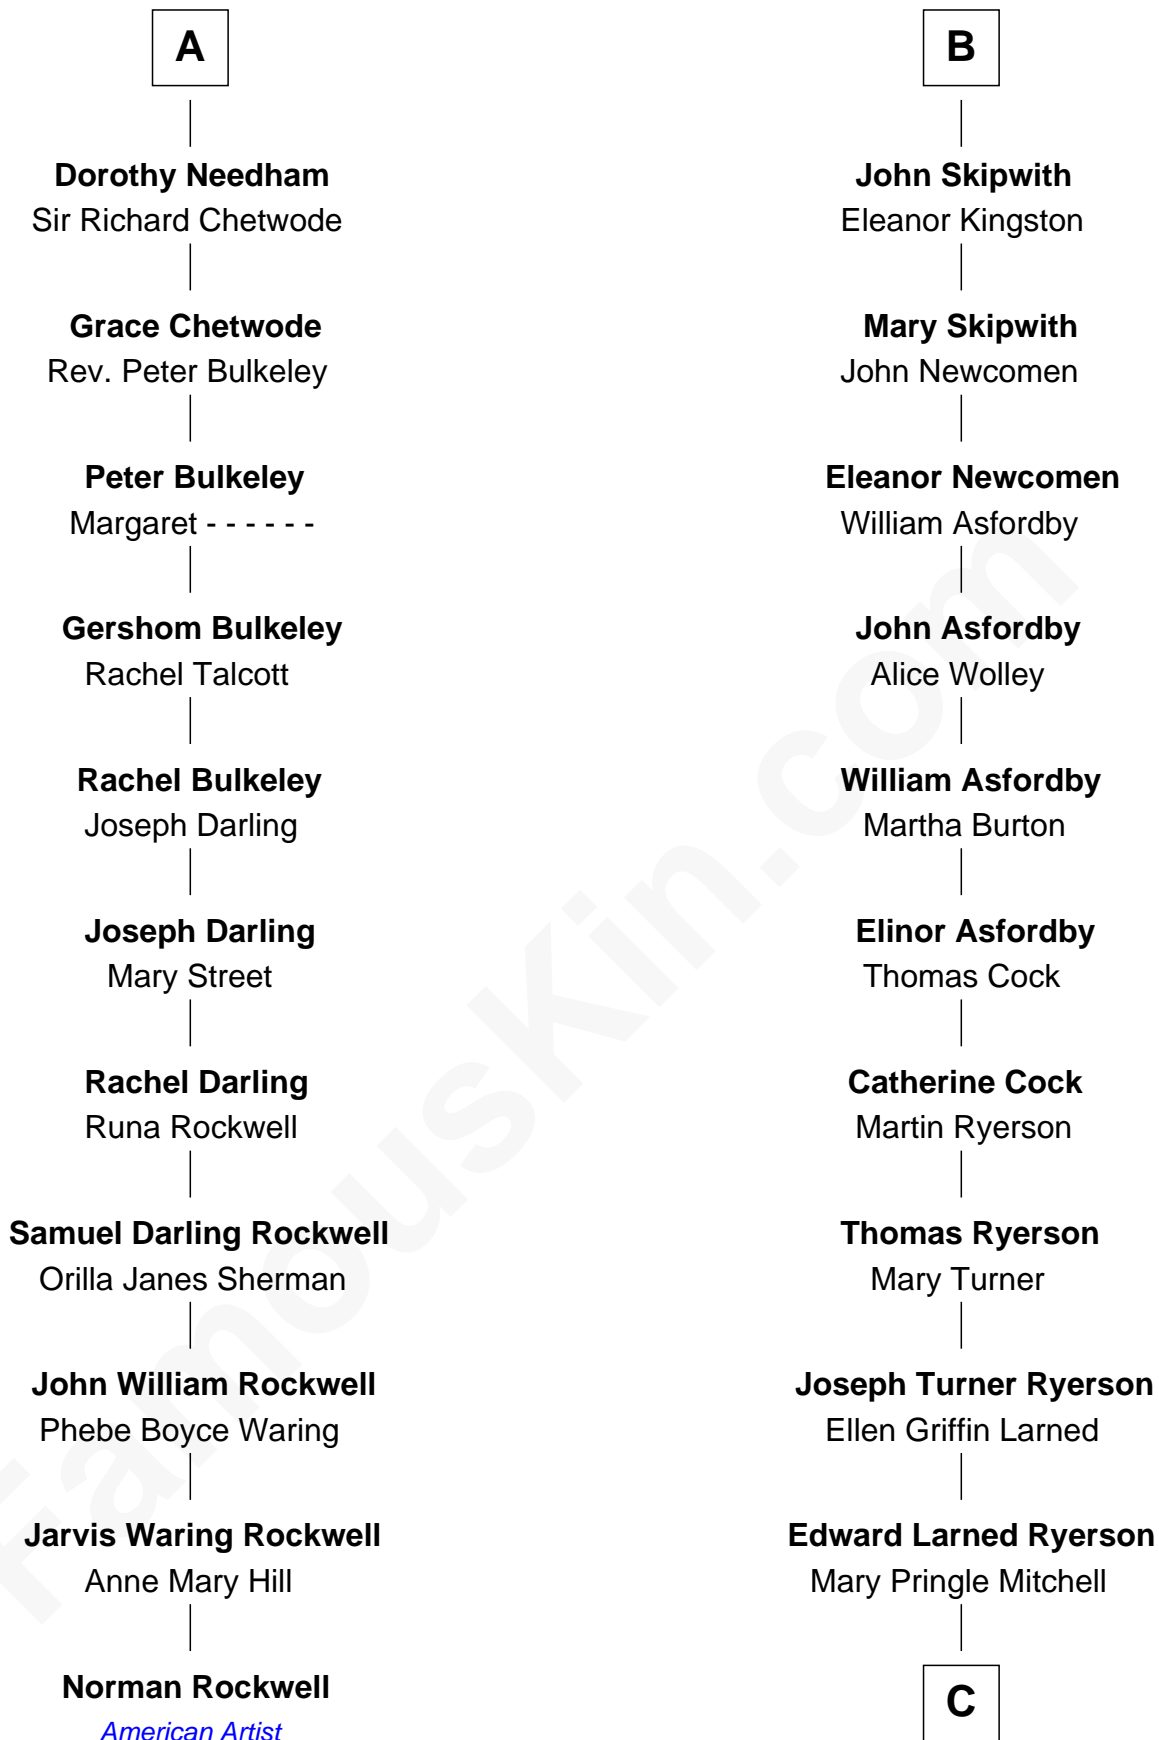 A
Dorothy Needham
Sir Richard Chetwode
Grace Chetwode
Rev. Peter Bulkeley
Peter Bulkeley
Margaret - - - - - -
Gershom Bulkeley
Rachel Talcott
Rachel Bulkeley
Joseph Darling
Joseph Darling
Mary Street
Rachel Darling
Runa Rockwell
Samuel Darling Rockwell
Orilla Janes Sherman
John William Rockwell
Phebe Boyce Waring
Jarvis Waring Rockwell
Anne Mary Hill
Norman Rockwell
American Artist
B
John Skipwith
Eleanor Kingston
Mary Skipwith
John Newcomen
Eleanor Newcomen
William Asfordby
John Asfordby
Alice Wolley
William Asfordby
Martha Burton
Elinor Asfordby
Thomas Cock
Catherine Cock
Martin Ryerson
Thomas Ryerson
Mary Turner
Joseph Turner Ryerson
Ellen Griffin Larned
Edward Larned Ryerson
Mary Pringle Mitchell
C
FamousKin.com